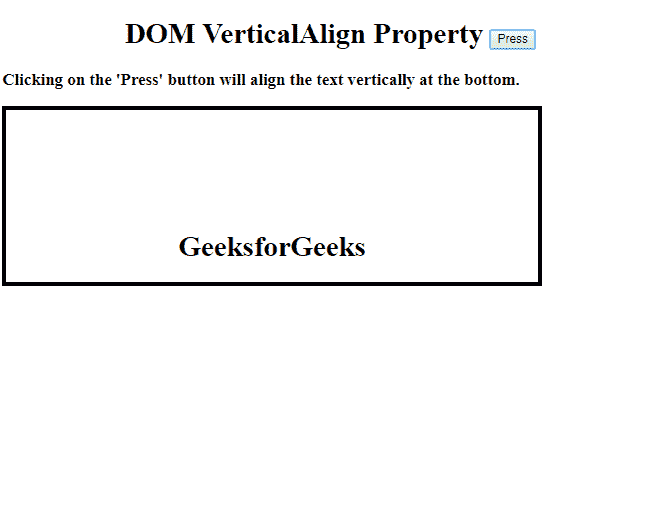 DOM VerticalAlign Property Press
Clicking on the 'Press' button will align the text vertically at the bottom.
GeeksforGeeks